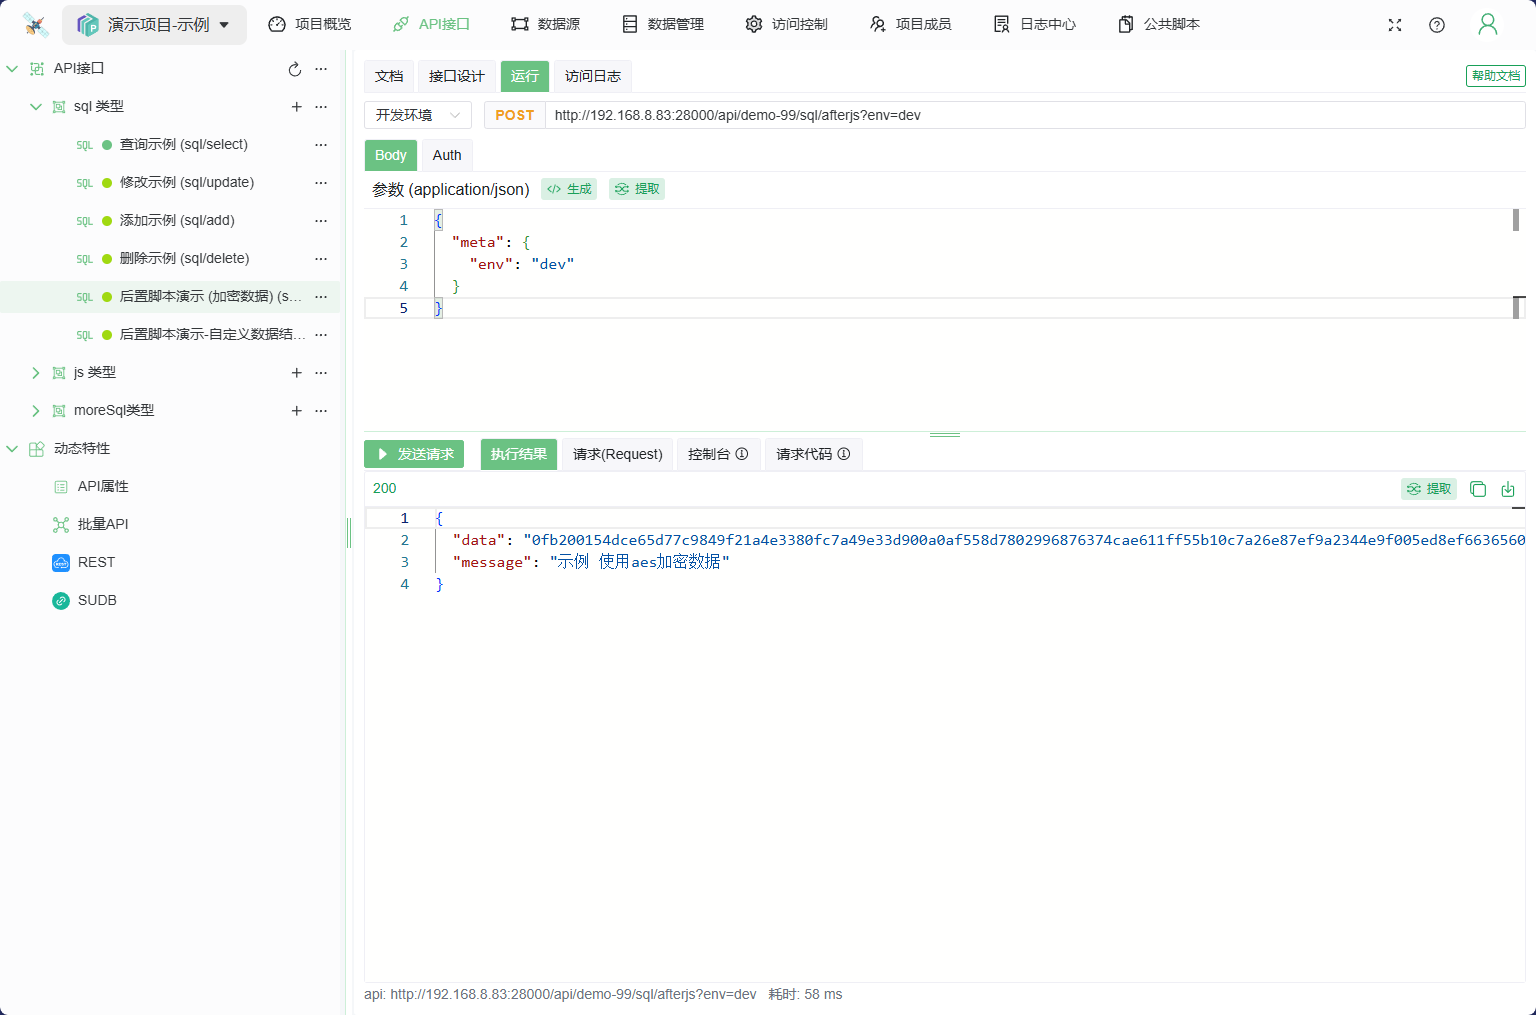 演示项目-示例
项目概览
API接口
数据源
数据管理
访问控制
项目成员
日志中心
公共脚本
API接口
sql 类型
SQL 查询示例 (sql/select)
SQL 修改示例 (sql/update)
SQL 添加示例 (sql/add)
SQL 删除示例 (sql/delete)
SQL 后置脚本演示 (加密数据) (s...
SQL 后置脚本演示-自定义数据结...
js 类型
moreSql类型
动态特性
API属性
批量API
REST
SUDB
文档 接口设计 运行 访问日志
帮助文档
开发环境 POST http://192.168.8.83:28000/api/demo-99/sql/afterjs?env=dev
Body Auth
参数 (application/json) 生成 提取
1 {
2 "meta": {
3 "env": "dev"
4 }
5 }
发送请求 执行结果 请求(Request) 控制台 请求代码
200 提取
1 {
2 "data": "0fb200154dce65d77c9849f21a4e3380fc7a49e33d900a0af558d7802996876374cae611ff55b10c7a26e87ef9a2344e9f005ed8ef6636560
3 "message": "示例 使用aes加密数据"
4 }
api: http://192.168.8.83:28000/api/demo-99/sql/afterjs?env=dev 耗时: 58 ms